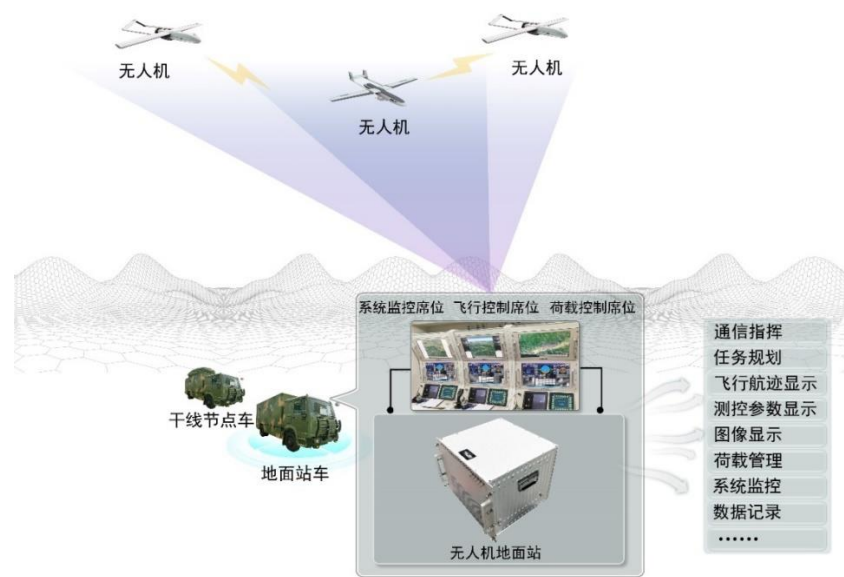 无人机
无人机
无人机
系统监控席位 飞行控制席位 荷载控制席位
干线节点车
地面站车
无人机地面站
通信指挥
任务规划
飞行航迹显示
测控参数显示
图像显示
荷载管理
系统监控
数据记录
……